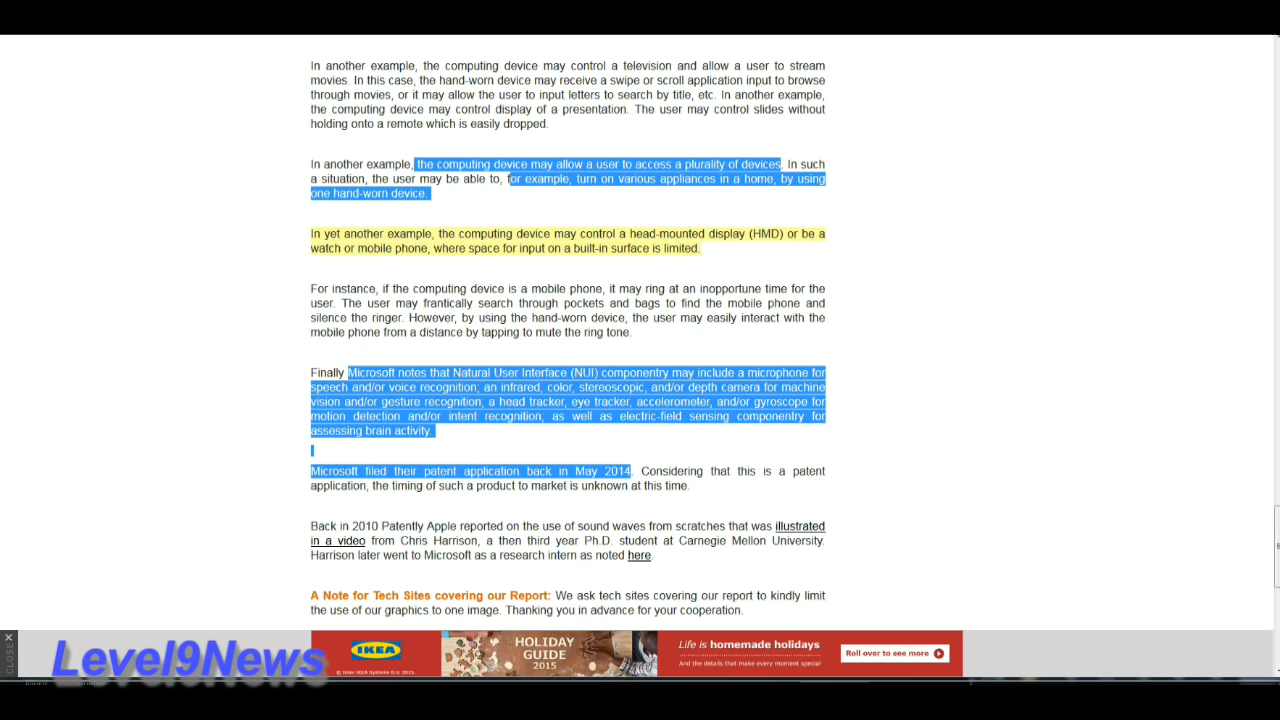 In another example, the computing device may control a television and allow a user to stream
movies. In this case, the hand-worn device may receive a swipe or scroll application input to browse
through movies, or it may allow the user to input letters to search by title, etc. In another example,
the computing device may control display of a presentation. The user may control slides without
holding onto a remote which is easily dropped.
In another example, the computing device may allow a user to access a plurality of devices. In such
a situation, the user may be able to, for example, turn on various appliances in a home, by using
one hand-worn device.
In yet another example, the computing device may control a head-mounted display (HMD) or be a
watch or mobile phone, where space for input on a built-in surface is limited.
For instance, if the computing device is a mobile phone, it may ring at an inopportune time for the
user. The user may frantically search through pockets and bags to find the mobile phone and
silence the ringer. However, by using the hand-worn device, the user may easily interact with the
mobile phone from a distance by tapping to mute the ring tone.
Finally Microsoft notes that Natural User Interface (NUI) componentry may include a microphone for
speech and/or voice recognition; an infrared, color, stereoscopic, and/or depth camera for machine
vision and/or gesture recognition; a head tracker, eye tracker, accelerometer, and/or gyroscope for
motion detection and/or intent recognition; as well as electric-field sensing componentry for
assessing brain activity.
Microsoft filed their patent application back in May 2014. Considering that this is a patent
application, the timing of such a product to market is unknown at this time.
Back in 2010 Patently Apple reported on the use of sound waves from scratches that was illustrated
in a video from Chris Harrison, a then third year Ph.D. student at Carnegie Mellon University.
Harrison later went to Microsoft as a research intern as noted here.
A Note for Tech Sites covering our Report: We ask tech sites covering our report to kindly limit
the use of our graphics to one image. Thanking you in advance for your cooperation.
CLOSE
Level9News
IKEA
© Inter IKEA Systems B.V. 2015.
HOLIDAY
GUIDE
2015
Life is homemade holidays
And the details that make every moment special
Roll over to see more